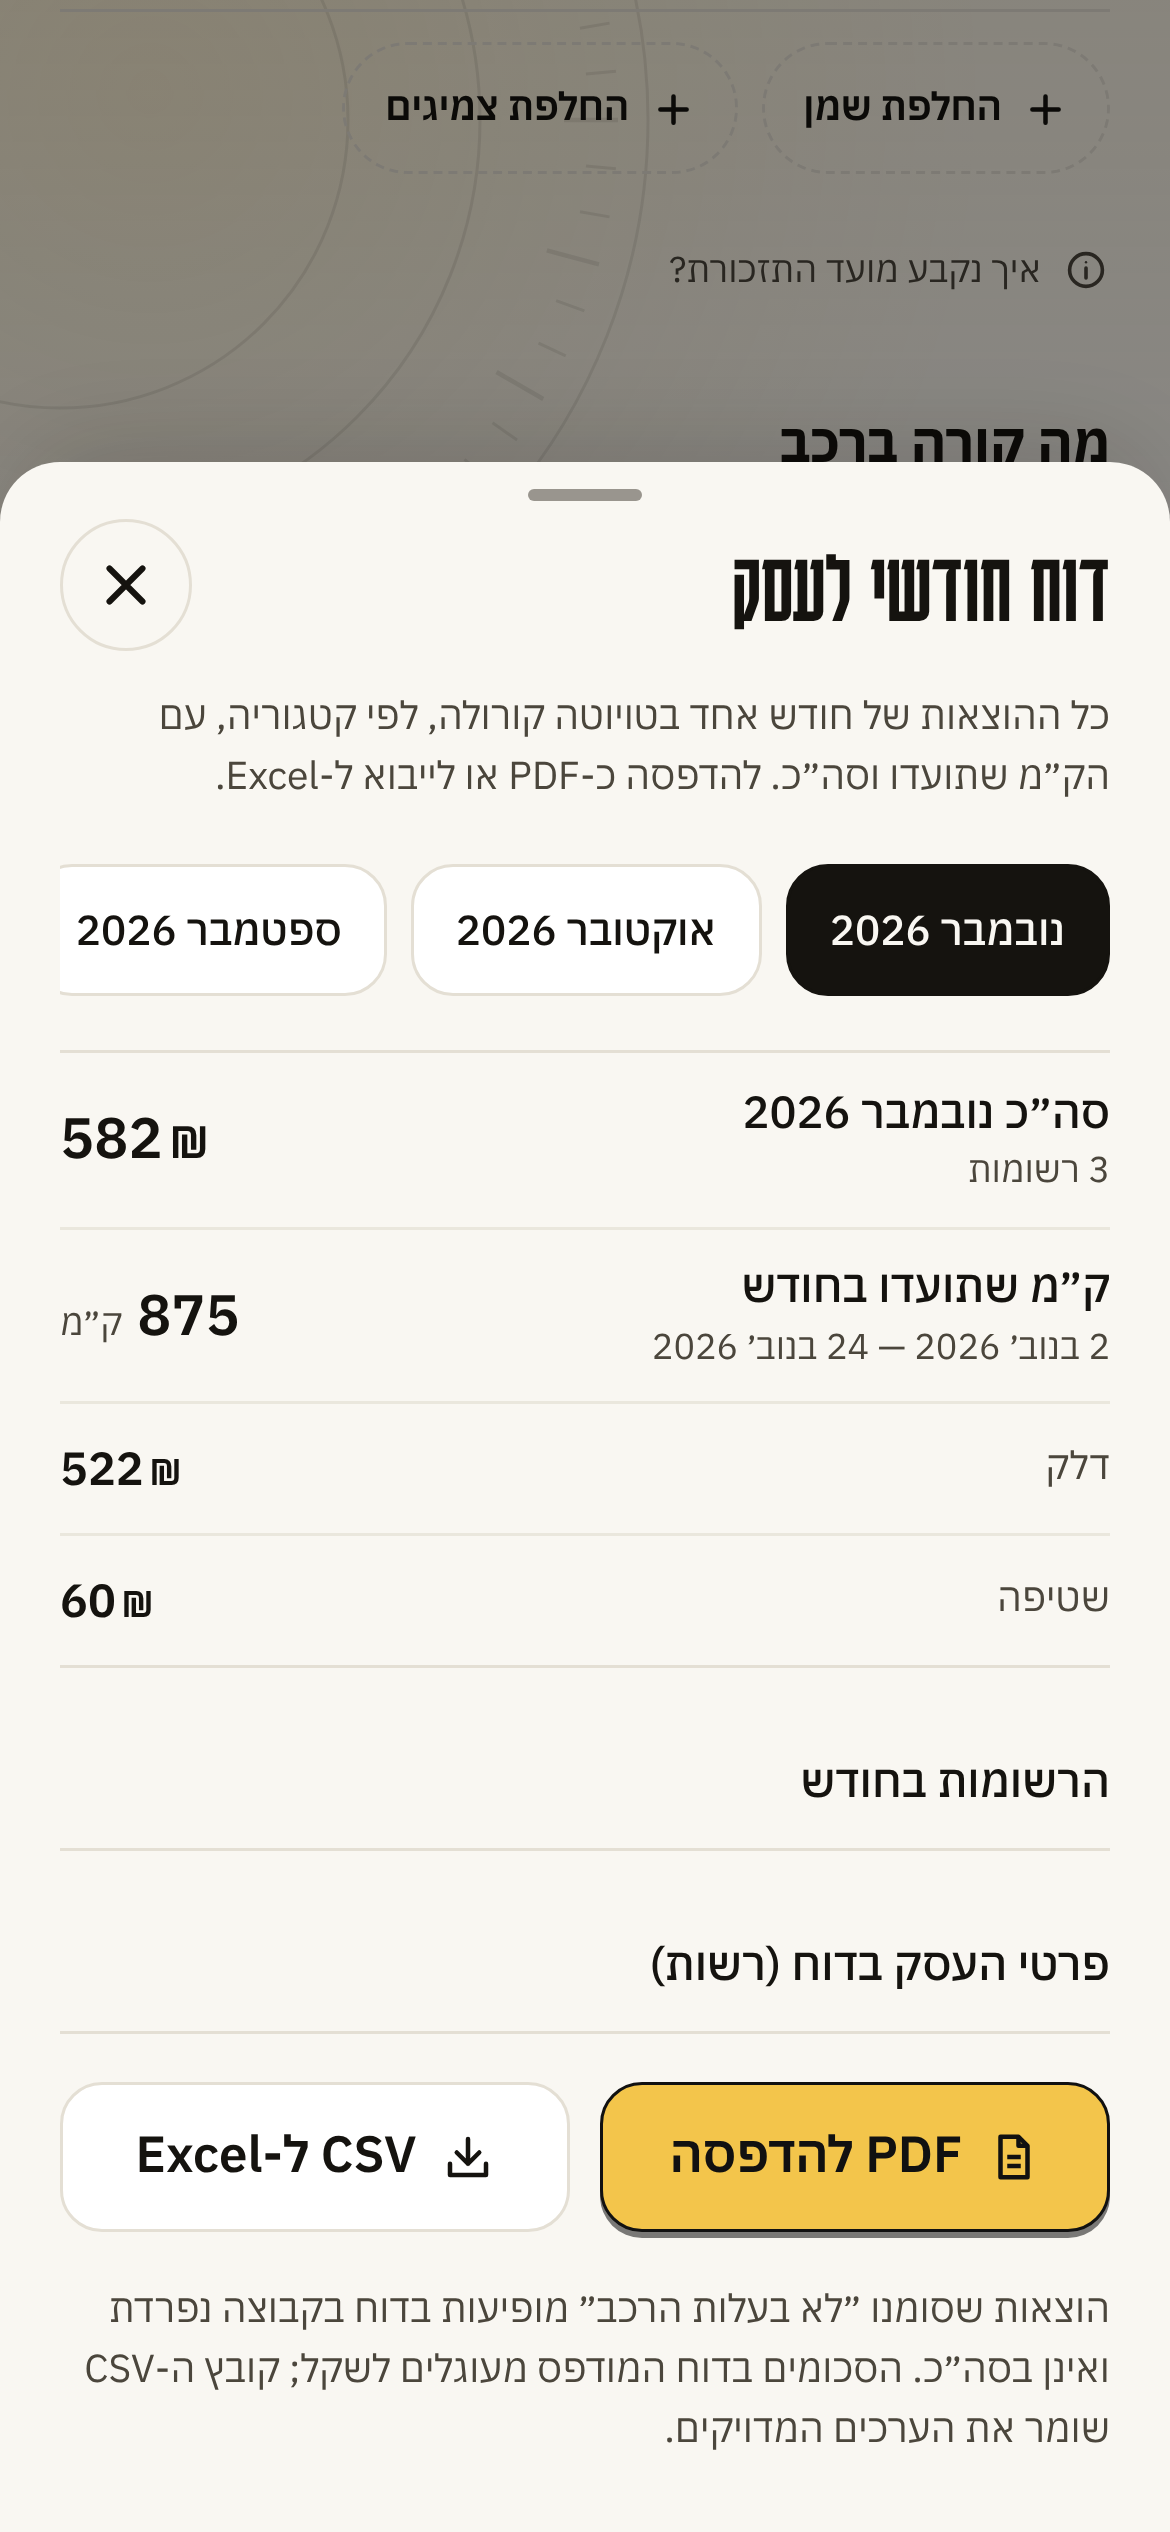 החלפת שמן
החלפת צמיגים
איך נקבע מועד התזכורת?
מה קורה ברכב
דוח חודשי לעסק
כל ההוצאות של חודש אחד בטויוטה קורולה, לפי קטגוריה, עם
הק״מ שתועדו וסה״כ. להדפסה כ-PDF או לייבוא ל-Excel.
נובמבר 2026
אוקטובר 2026
ספטמבר 2026
סה״כ נובמבר 2026
582 ₪
3 רשומות
ק״מ שתועדו בחודש
875 ק״מ
2 בנוב׳ 2026 — 24 בנוב׳ 2026
דלק
522 ₪
שטיפה
60 ₪
הרשומות בחודש
פרטי העסק בדוח (רשות)
PDF להדפסה
CSV ל-Excel
הוצאות שסומנו ״לא בעלות הרכב״ מופיעות בדוח בקבוצה נפרדת
ואינן בסה״כ. הסכומים בדוח המודפס מעוגלים לשקל; קובץ ה-CSV
שומר את הערכים המדויקים.